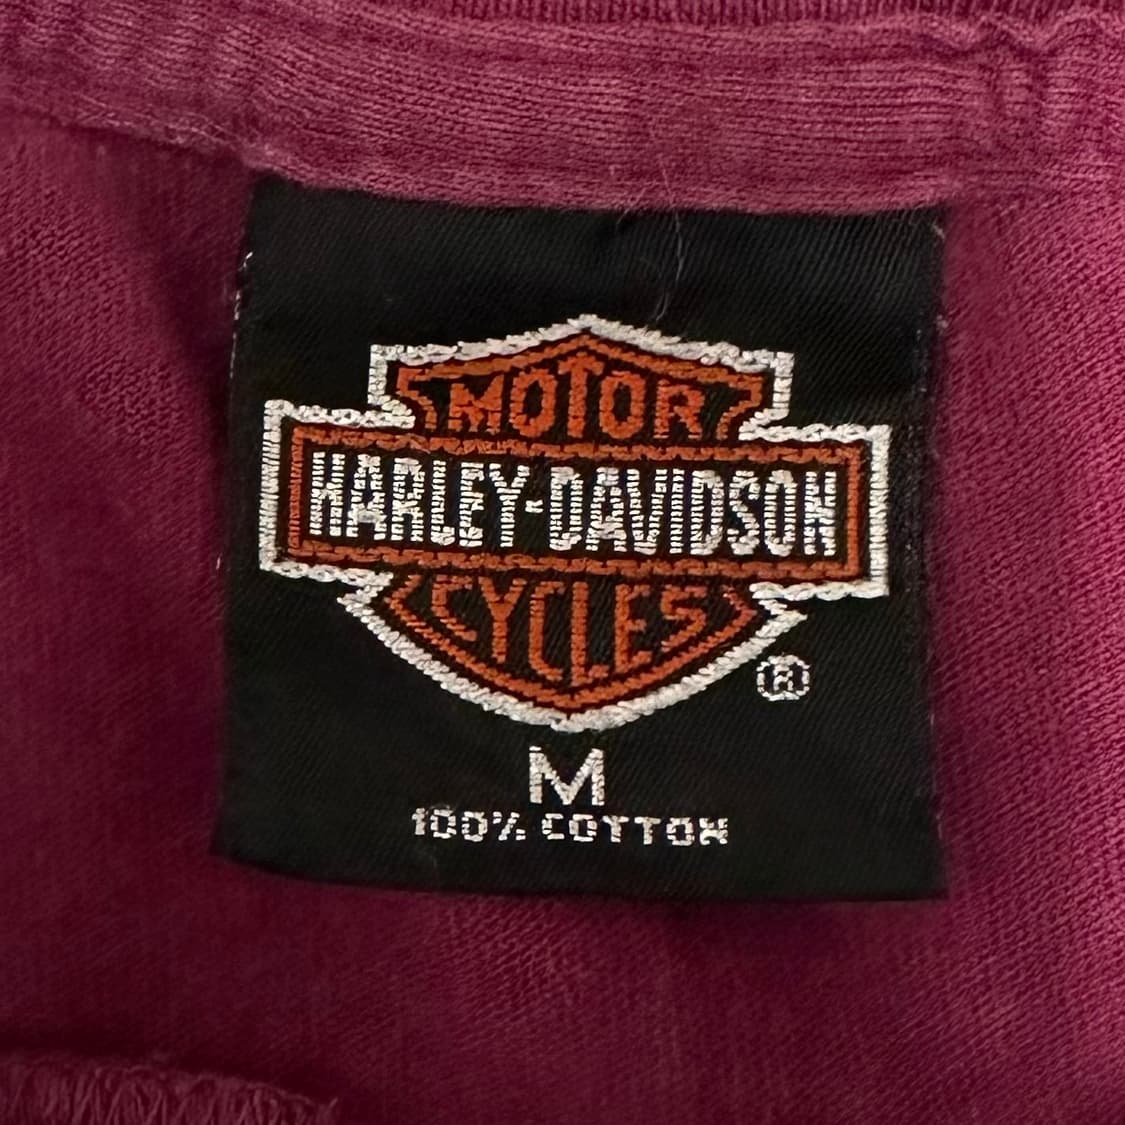 MOTOR
HARLEY-DAVIDSON
CYCLES
®
M
100% COTTON